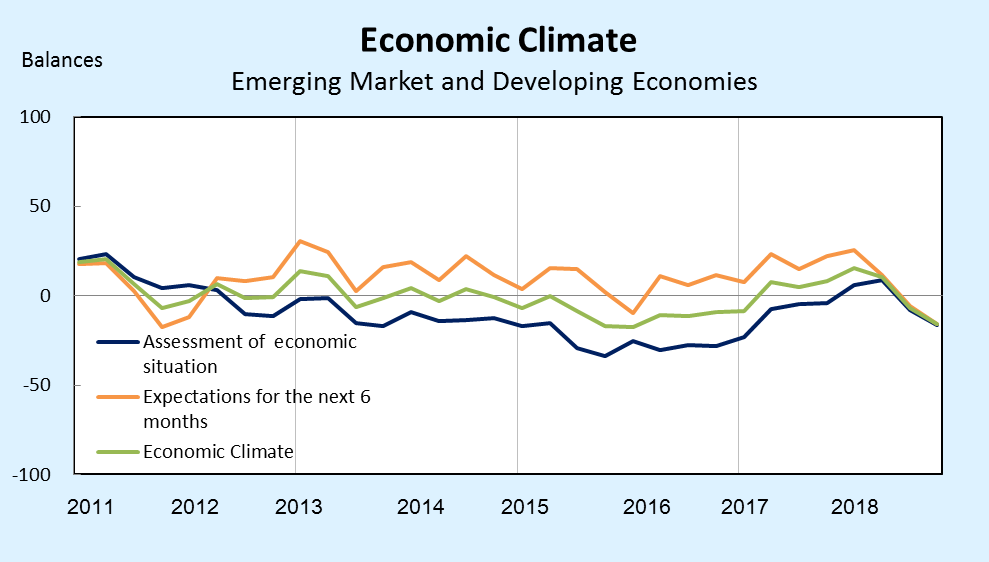 Economic Climate
Balances
Emerging Market and Developing Economies
100
50
0
-50
-100
Assessment of economic
situation
Expectations for the next 6
months
Economic Climate
2011 2012 2013 2014 2015 2016 2017 2018